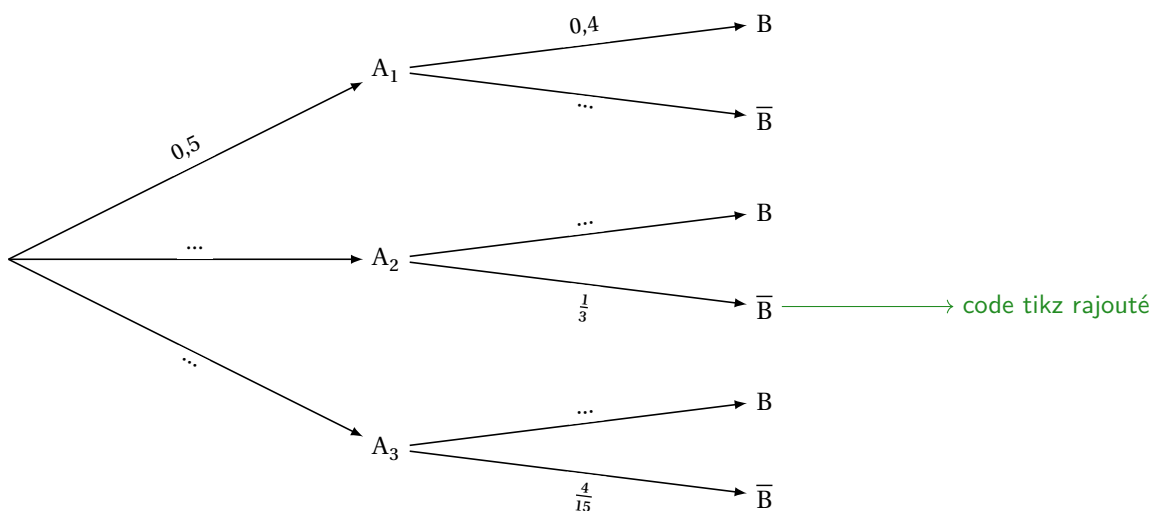 B
0,4
A₁
...
B̅
0,5
B
...
...
A₂
1/3
B̅
code tikz rajouté
...
B
...
A₃
4/15
B̅